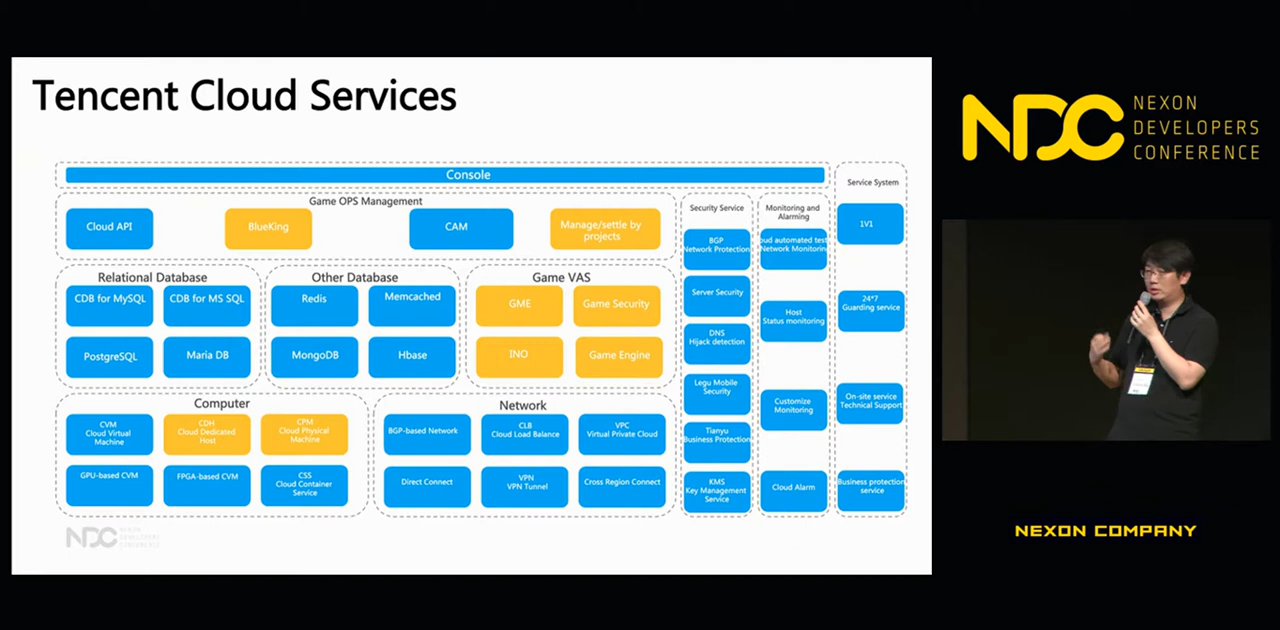 Tencent Cloud Services
Console
Game OPS Management
Cloud API
BlueKing
CAM
Manage/settle by
projects
Relational Database
CDB for MySQL
CDB for MS SQL
PostgreSQL
Maria DB
Other Database
Redis
Memcached
MongoDB
Hbase
Game VAS
GME
Game Security
INO
Game Engine
Computer
CVM
Cloud Virtual
Machine
CDH
Cloud Dedicated
Host
CPM
Cloud Physical
Machine
GPU-based CVM
FPGA-based CVM
CSS
Cloud Container
Service
Network
BGP-based Network
CLB
Cloud Load Balance
VPC
Virtual Private Cloud
Direct Connect
VPN
VPN Tunnel
Cross Region Connect
Security Service
BGP
Network Protection
Server Security
DNS
Hijack detection
Legu Mobile
Security
Tianyu
Business Protection
KMS
Key Management
Service
Monitoring and
Alarming
oud automated test
Network Monitoring
Host
Status monitoring
Customize
Monitoring
Cloud Alarm
Service System
1V1
24*7
Guarding service
On-site service
Technical Support
Business protection
service
NDC
NEXON
DEVELOPERS
CONFERENCE
NDC
NEXON
DEVELOPERS
CONFERENCE
NEXON COMPANY